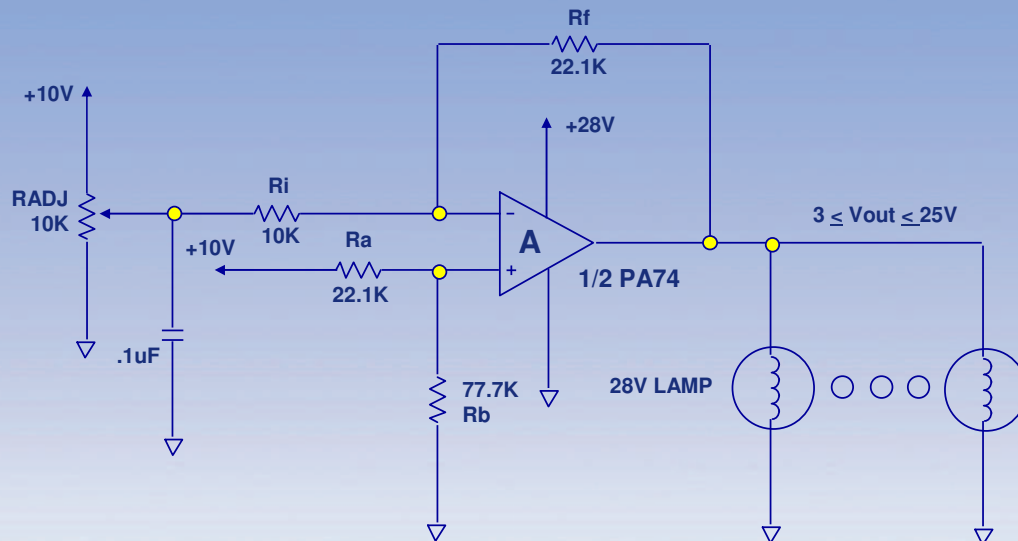 Rf
22.1K
+10V
+28V
RADJ
10K
Ri
10K
+10V
Ra
22.1K
−
+
A
1/2 PA74
3 ≤ Vout ≤ 25V
.1uF
77.7K
Rb
28V LAMP